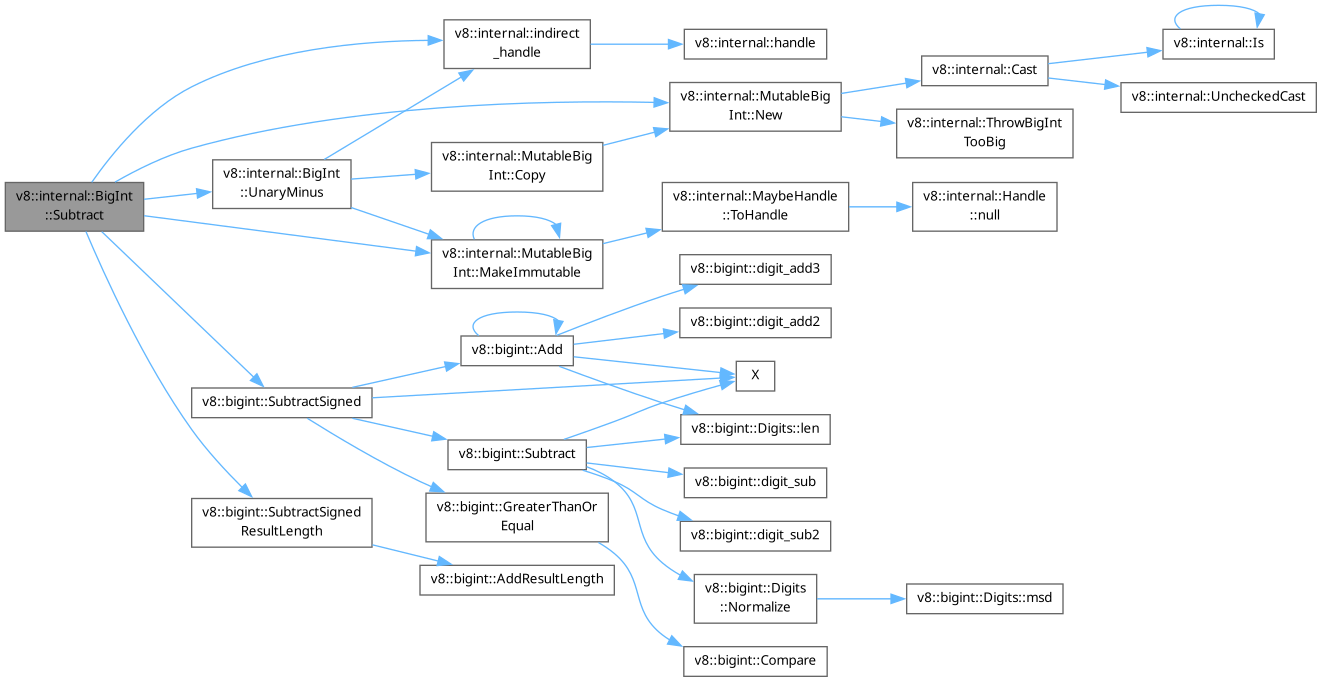 v8::internal::BigInt
::Subtract
v8::internal::indirect
_handle
v8::internal::handle
v8::internal::BigInt
::UnaryMinus
v8::internal::MutableBig
Int::Copy
v8::internal::MutableBig
Int::New
v8::internal::Cast
v8::internal::Is
v8::internal::UncheckedCast
v8::internal::ThrowBigInt
TooBig
v8::internal::MutableBig
Int::MakeImmutable
v8::internal::MaybeHandle
::ToHandle
v8::internal::Handle
::null
v8::bigint::SubtractSigned
v8::bigint::Add
v8::bigint::digit_add3
v8::bigint::digit_add2
X
v8::bigint::Digits::len
v8::bigint::Subtract
v8::bigint::digit_sub
v8::bigint::digit_sub2
v8::bigint::Digits
::Normalize
v8::bigint::Digits::msd
v8::bigint::GreaterThanOr
Equal
v8::bigint::Compare
v8::bigint::SubtractSigned
ResultLength
v8::bigint::AddResultLength